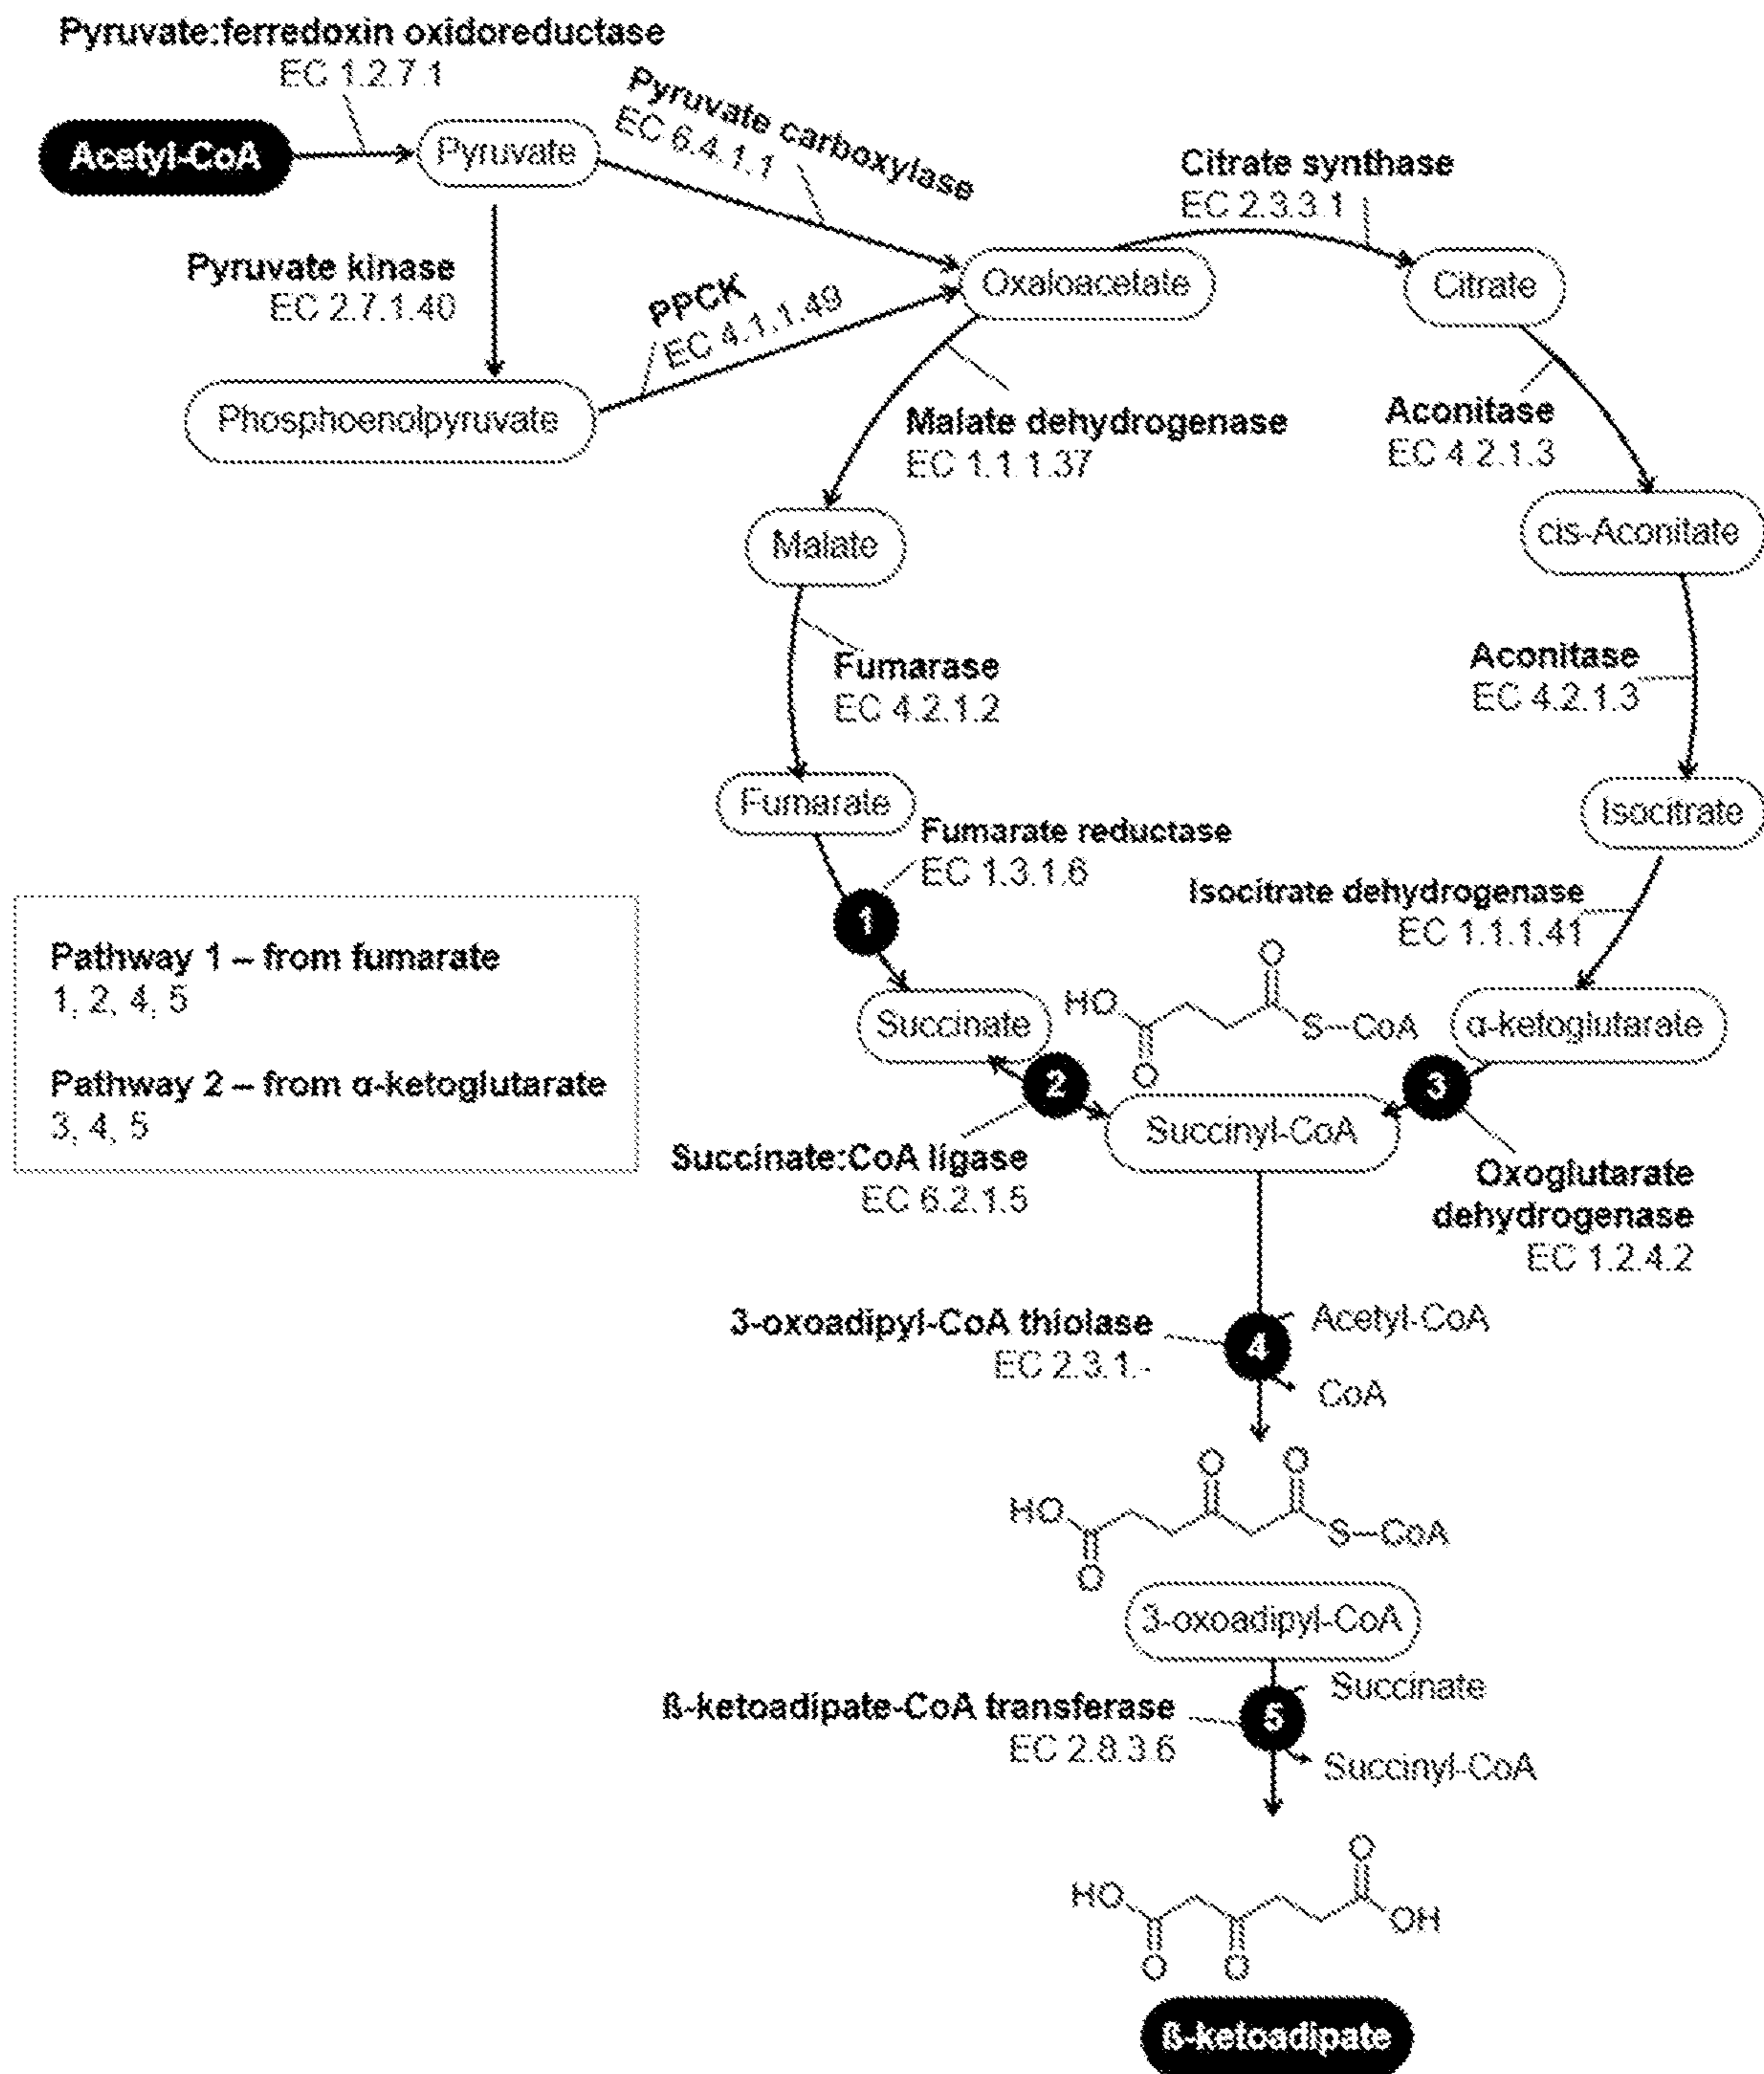 Pyruvate:ferredoxin oxidoreductase
EC 1.2.7.1
Acetyl-CoA
Pyruvate
Pyruvate carboxylase
EC 6.4.1.1
Citrate synthase
EC 2.3.3.1
Pyruvate kinase
EC 2.7.1.40
PPCK
EC 4.1.1.49
Oxaloacetate
Citrate
Phosphoenolpyruvate
Malate dehydrogenase
EC 1.1.1.37
Aconitase
EC 4.2.1.3
Malate
cis-Aconitate
Fumarase
EC 4.2.1.2
Aconitase
EC 4.2.1.3
Fumarate
Isocitrate
Fumarate reductase
EC 1.3.1.6
Isocitrate dehydrogenase
EC 1.1.1.41
1
Pathway 1 – from fumarate
1, 2, 4, 5
Pathway 2 – from α-ketoglutarate
3, 4, 5
O
HO
S-CoA
O
Succinate
α-ketoglutarate
2
3
Succinyl-CoA
Succinate:CoA ligase
EC 6.2.1.5
Oxoglutarate
dehydrogenase
EC 1.2.4.2
3-oxoadipyl-CoA thiolase
EC 2.3.1.-
4
Acetyl-CoA
CoA
O O
HO
S-CoA
O
3-oxoadipyl-CoA
ß-ketoadipate-CoA transferase
EC 2.8.3.6
5
Succinate
Succinyl-CoA
O
HO
OH
O O
ß-ketoadipate